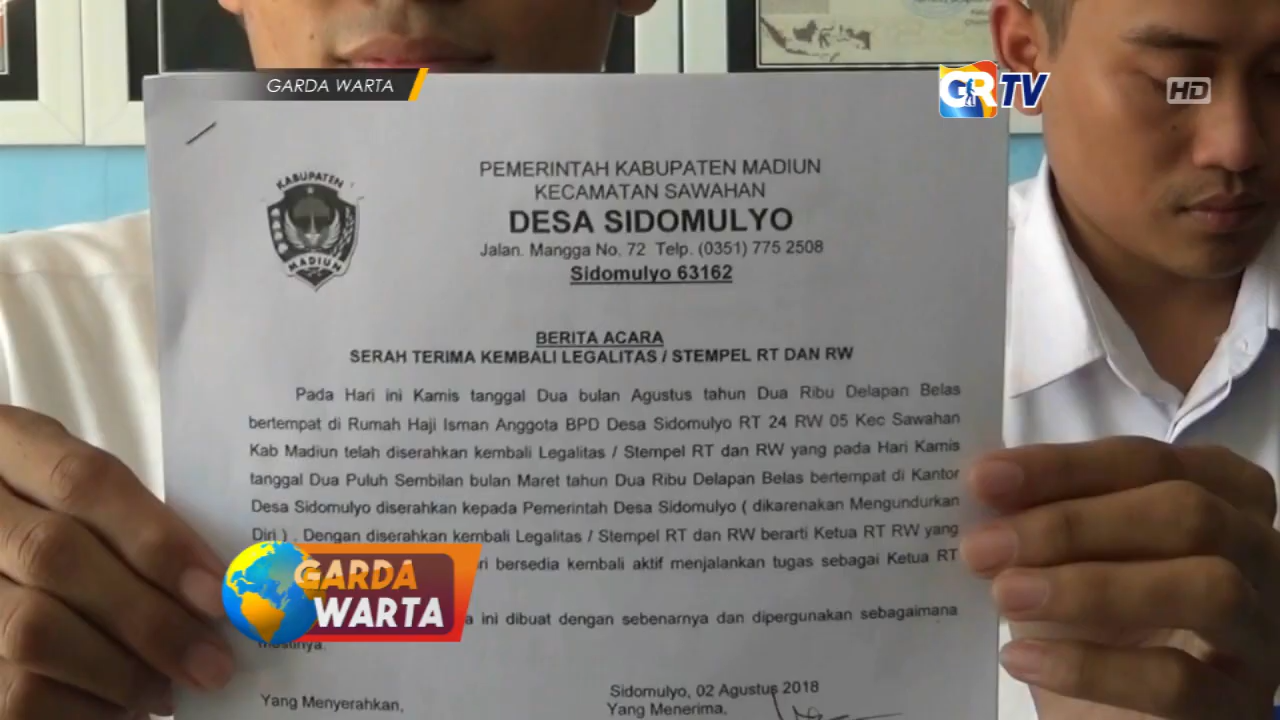 GARDA WARTA
GR TV
HD
KABUPATEN
MADIUN
PEMERINTAH KABUPATEN MADIUN
KECAMATAN SAWAHAN
DESA SIDOMULYO
Jalan. Mangga No. 72 Telp. (0351) 775 2508
Sidomulyo 63162
BERITA ACARA
SERAH TERIMA KEMBALI LEGALITAS / STEMPEL RT DAN RW
Pada Hari ini Kamis tanggal Dua bulan Agustus tahun Dua Ribu Delapan Belas
bertempat di Rumah Haji Isman Anggota BPD Desa Sidomulyo RT 24 RW 05 Kec Sawahan
Kab Madiun telah diserahkan kembali Legalitas / Stempel RT dan RW yang pada Hari Kamis
tanggal Dua Puluh Sembilan bulan Maret tahun Dua Ribu Delapan Belas bertempat di Kantor
Desa Sidomulyo diserahkan kepada Pemerintah Desa Sidomulyo ( dikarenakan Mengundurkan
Diri ) . Dengan diserahkan kembali Legalitas / Stempel RT dan RW berarti Ketua RT RW yang
bersedia kembali aktif menjalankan tugas sebagai Ketua RT
ini dibuat dengan sebenarnya dan dipergunakan sebagaimana
GARDA
WARTA
Yang Menyerahkan,
Sidomulyo, 02 Agustus 2018
Yang Menerima,